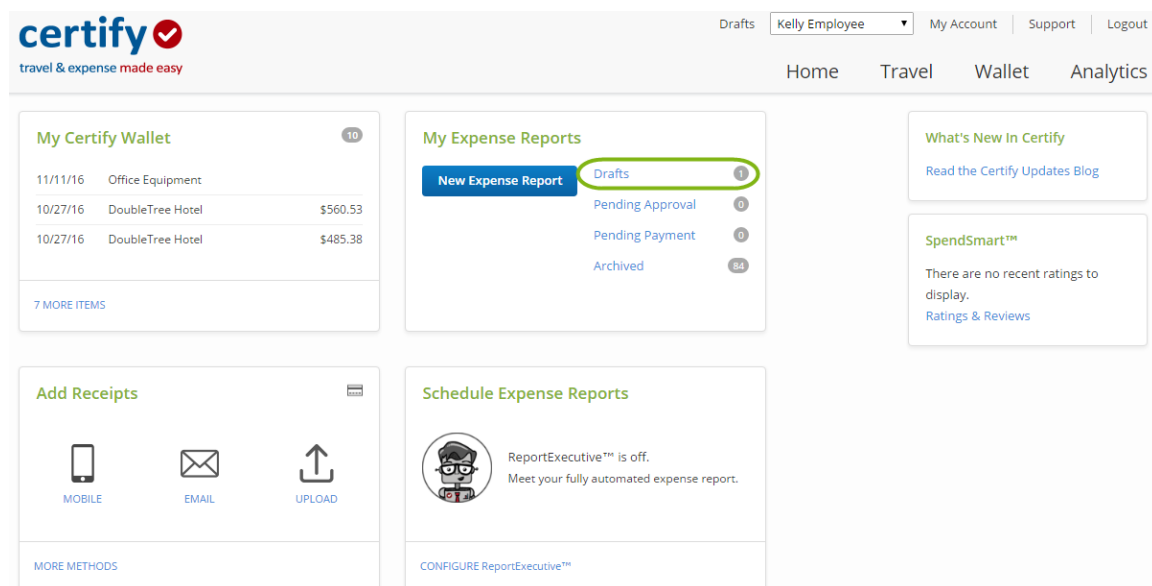 certify
travel & expense made easy
Drafts Kelly Employee My Account Support Logout
Home Travel Wallet Analytics
My Certify Wallet 10
11/11/16 Office Equipment
10/27/16 DoubleTree Hotel $560.53
10/27/16 DoubleTree Hotel $485.38
7 MORE ITEMS
My Expense Reports
New Expense Report
Drafts 1
Pending Approval 0
Pending Payment 0
Archived 84
What's New In Certify
Read the Certify Updates Blog
SpendSmart™
There are no recent ratings to
display.
Ratings & Reviews
Add Receipts
MOBILE EMAIL UPLOAD
MORE METHODS
Schedule Expense Reports
ReportExecutive™ is off.
Meet your fully automated expense report.
CONFIGURE ReportExecutive™